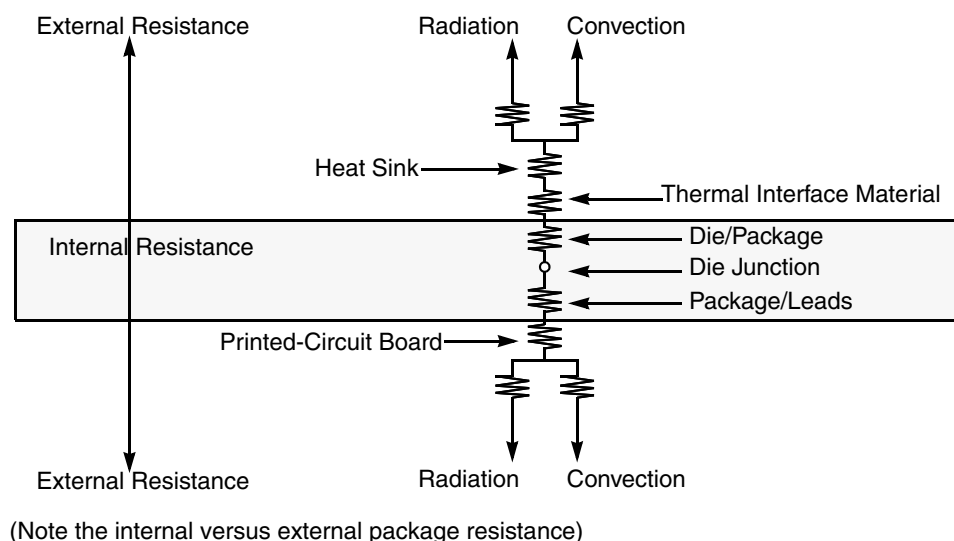 External Resistance
Radiation
Convection
Heat Sink
Thermal Interface Material
Internal Resistance
Die/Package
Die Junction
Package/Leads
Printed-Circuit Board
External Resistance
Radiation
Convection
(Note the internal versus external package resistance)